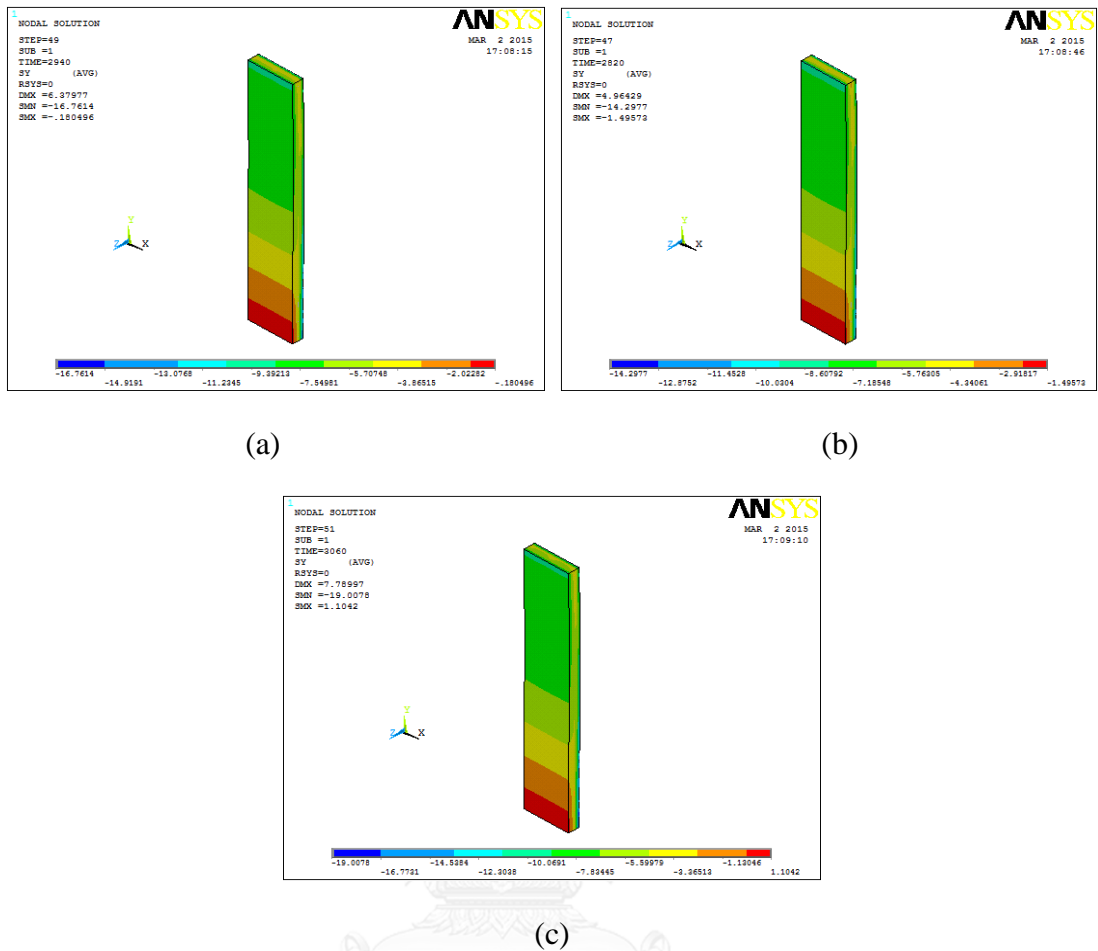 1
NODAL SOLUTION
STEP=49
SUB =1
TIME=2940
SY (AVG)
RSYS=0
DMX =6.37977
SMN =-16.7614
SMX =-.180496
ANSYS
MAR 2 2015
17:08:15
Y
Z X
-16.7614 -13.0768 -9.39213 -5.70748 -2.02282
-14.9191 -11.2345 -7.54981 -3.86515 -.180496
(a)
1
NODAL SOLUTION
STEP=47
SUB =1
TIME=2820
SY (AVG)
RSYS=0
DMX =4.96429
SMN =-14.2977
SMX =-1.49573
ANSYS
MAR 2 2015
17:08:46
Y
Z X
-14.2977 -11.4528 -8.60792 -5.76305 -2.91817
-12.8752 -10.0304 -7.18548 -4.34061 -1.49573
(b)
1
NODAL SOLUTION
STEP=51
SUB =1
TIME=3060
SY (AVG)
RSYS=0
DMX =7.78997
SMN =-19.0078
SMX =1.1042
ANSYS
MAR 2 2015
17:09:10
Y
Z X
-19.0078 -14.5384 -10.0691 -5.59979 -1.13046
-16.7731 -12.3038 -7.83445 -3.36513 1.1042
(c)